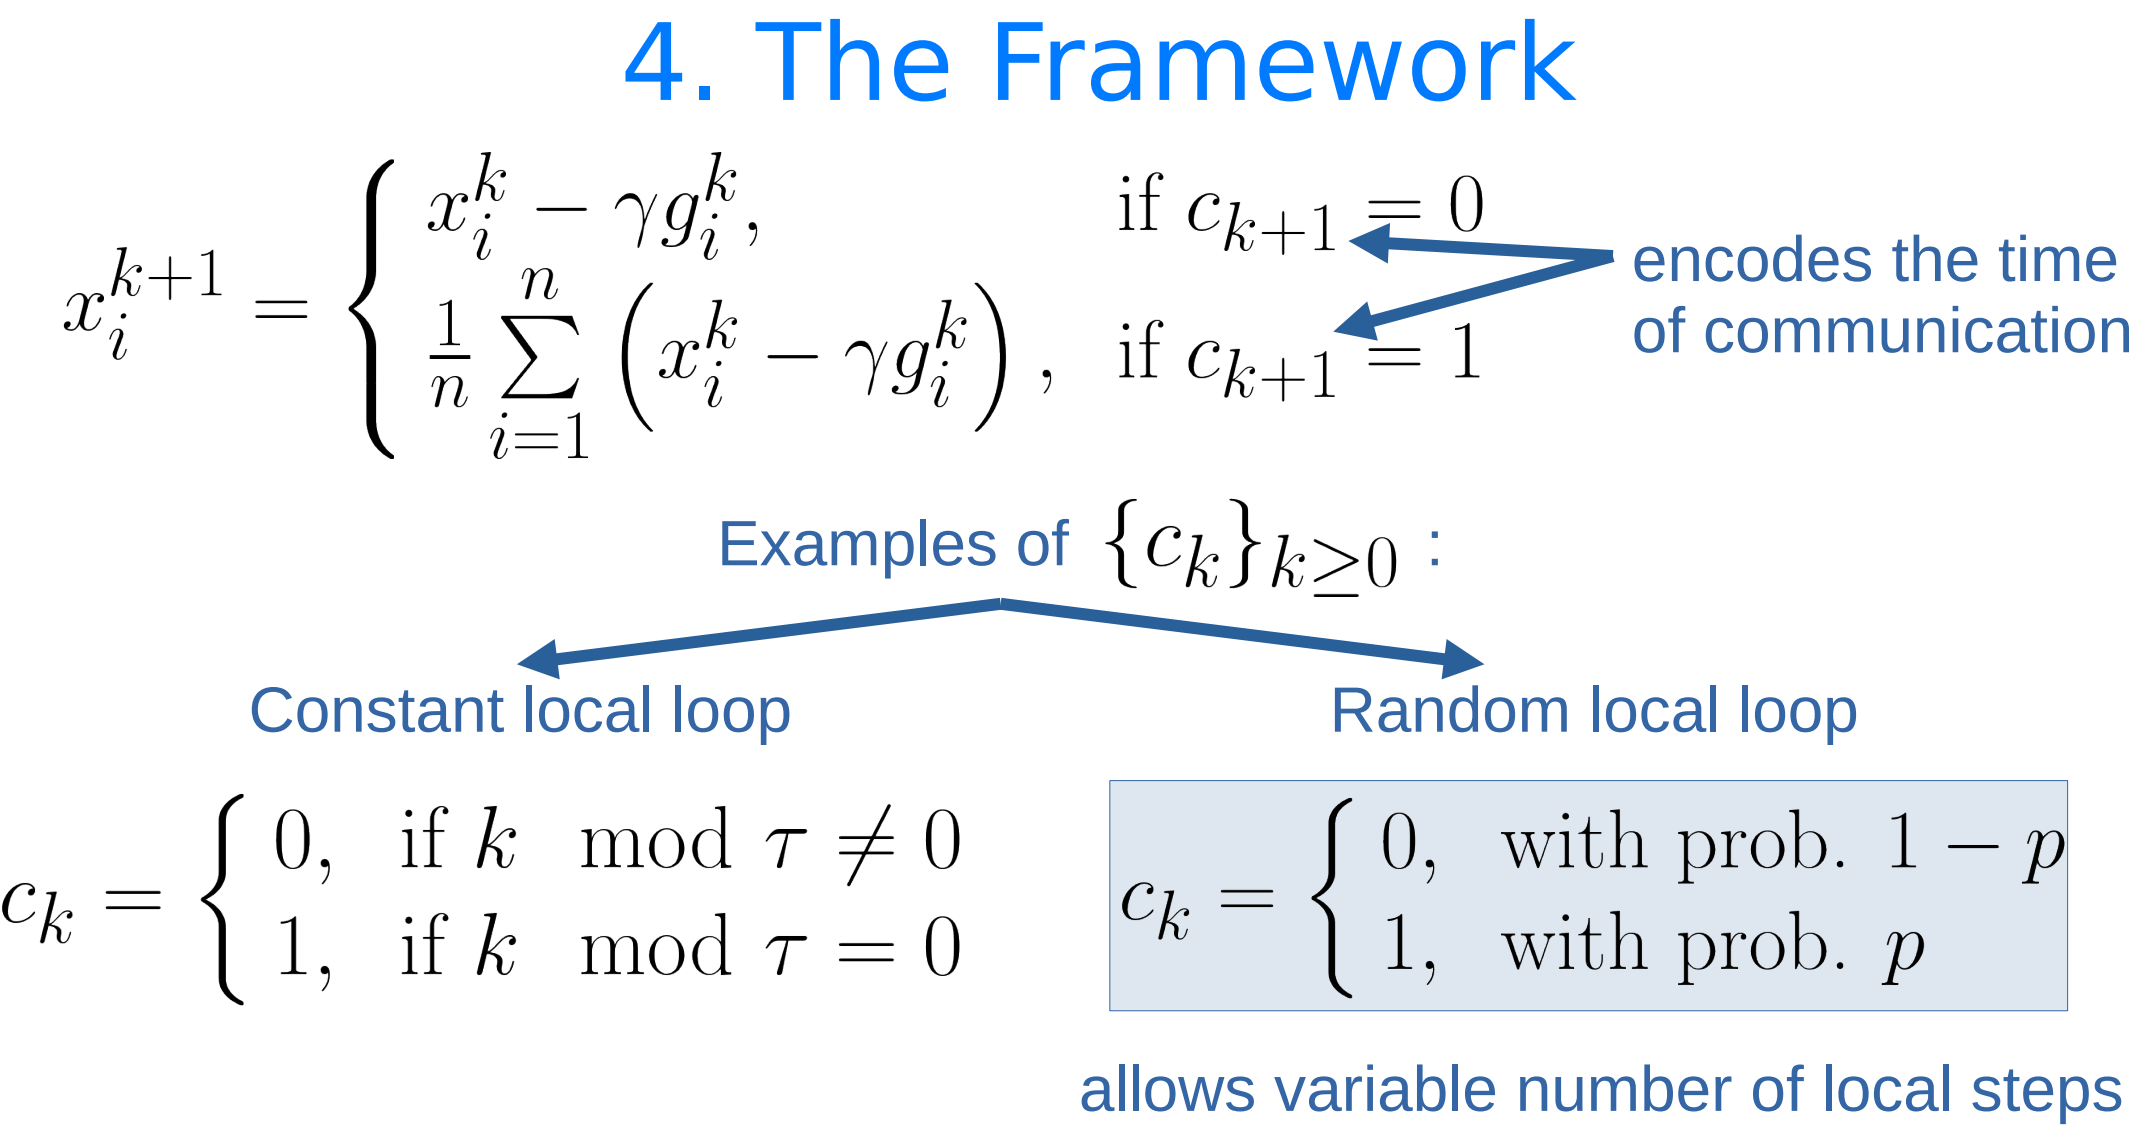 4. The Framework
x_i^{k+1} = { x_i^k − γg_i^k, if c_{k+1} = 0
1/n ∑_{i=1}^n (x_i^k − γg_i^k), if c_{k+1} = 1
encodes the time
of communication
Examples of {c_k}_{k≥0} :
Constant local loop
c_k = { 0, if k mod τ ≠ 0
1, if k mod τ = 0
Random local loop
c_k = { 0, with prob. 1 − p
1, with prob. p
allows variable number of local steps